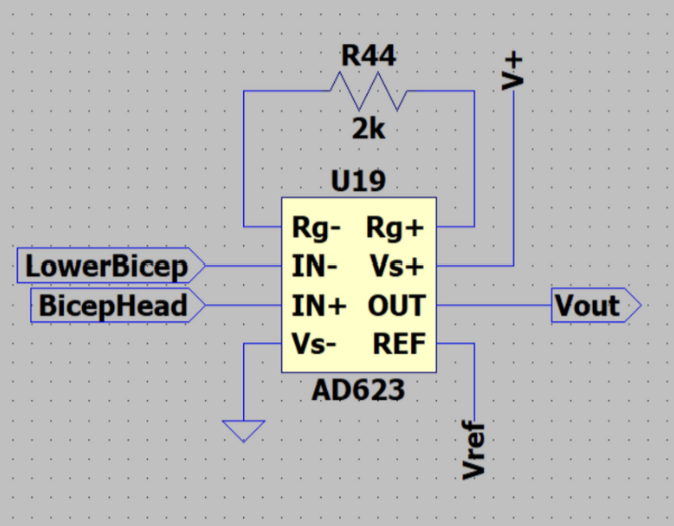 R44
V+
2k
U19
Rg- Rg+
LowerBicep IN- Vs+
BicepHead IN+ OUT Vout
Vs- REF
AD623
Vref